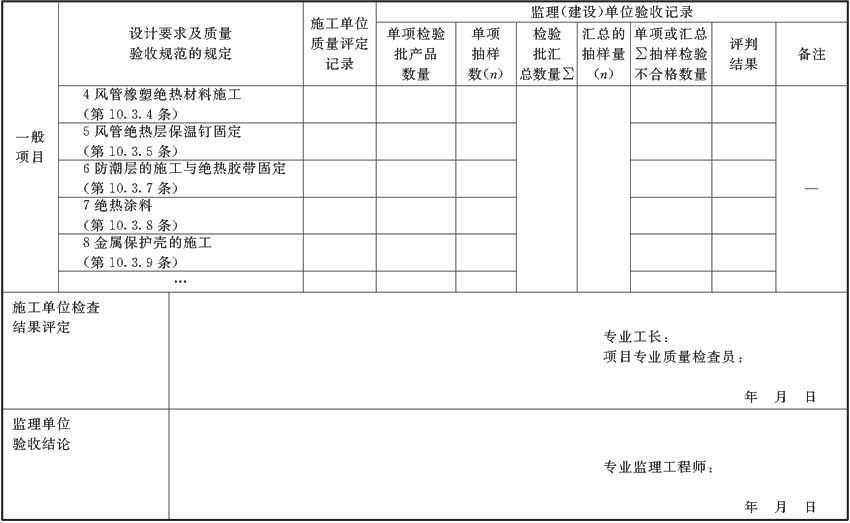 设计要求及质量
验收规范的规定
施工单位
质量评定
记录
监理(建设)单位验收记录
单项检验
批产品
数量
单项
抽样
数(n)
检验
批汇
总数量∑
汇总的
抽样量
(n)
单项或汇总
∑抽样检验
不合格数量
评判
结果
备注
一般
项目
4 风管橡塑绝热材料施工
(第 10.3.4 条)
5 风管绝热层保温钉固定
(第 10.3.5 条)
6 防潮层的施工与绝热胶带固定
(第 10.3.7 条)
7 绝热涂料
(第 10.3.8 条)
8 金属保护壳的施工
(第 10.3.9 条)
…
—
施工单位检查
结果评定
专业工长:
项目专业质量检查员:
年 月 日
监理单位
验收结论
专业监理工程师:
年 月 日